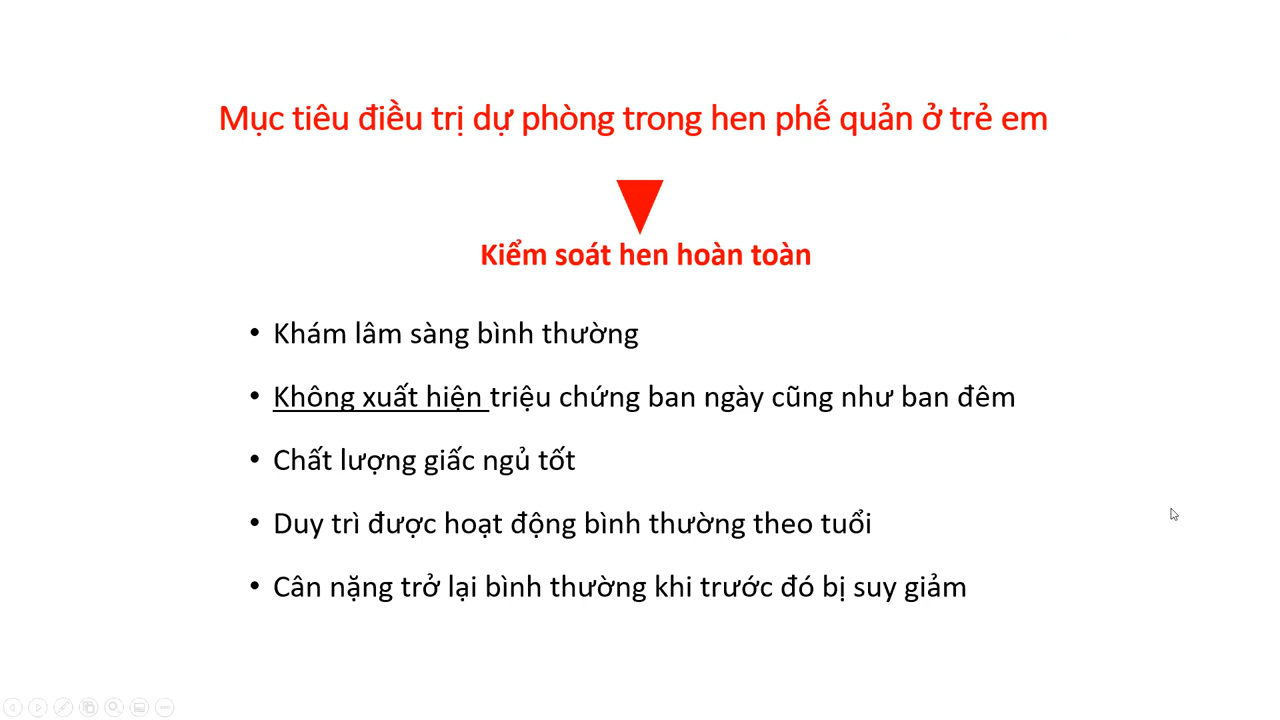 Mục tiêu điều trị dự phòng trong hen phế quản ở trẻ em
Kiểm soát hen hoàn toàn
• Khám lâm sàng bình thường
• Không xuất hiện triệu chứng ban ngày cũng như ban đêm
• Chất lượng giấc ngủ tốt
• Duy trì được hoạt động bình thường theo tuổi
• Cân nặng trở lại bình thường khi trước đó bị suy giảm